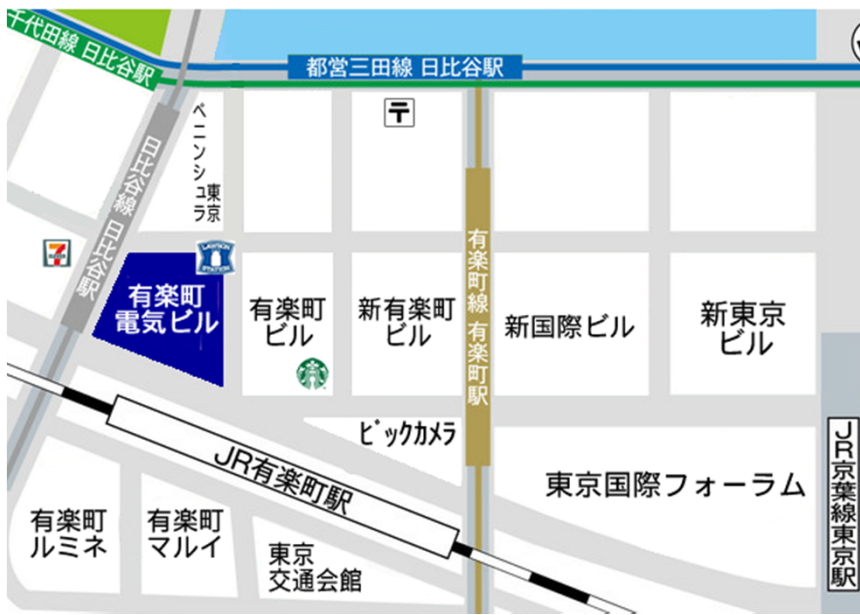 千代田線 日比谷駅
都営三田線 日比谷駅
〒
ペニンシュラ
東京
日比谷線 日比谷駅
7
LAWSON
STATION
有楽町
電気ビル
有楽町
ビル
新有楽町
ビル
有楽町線 有楽町駅
新国際ビル
新東京
ビル
ビックカメラ
JR有楽町駅
東京国際フォーラム
JR京葉線東京駅
有楽町
ルミネ
有楽町
マルイ
東京
交通会館